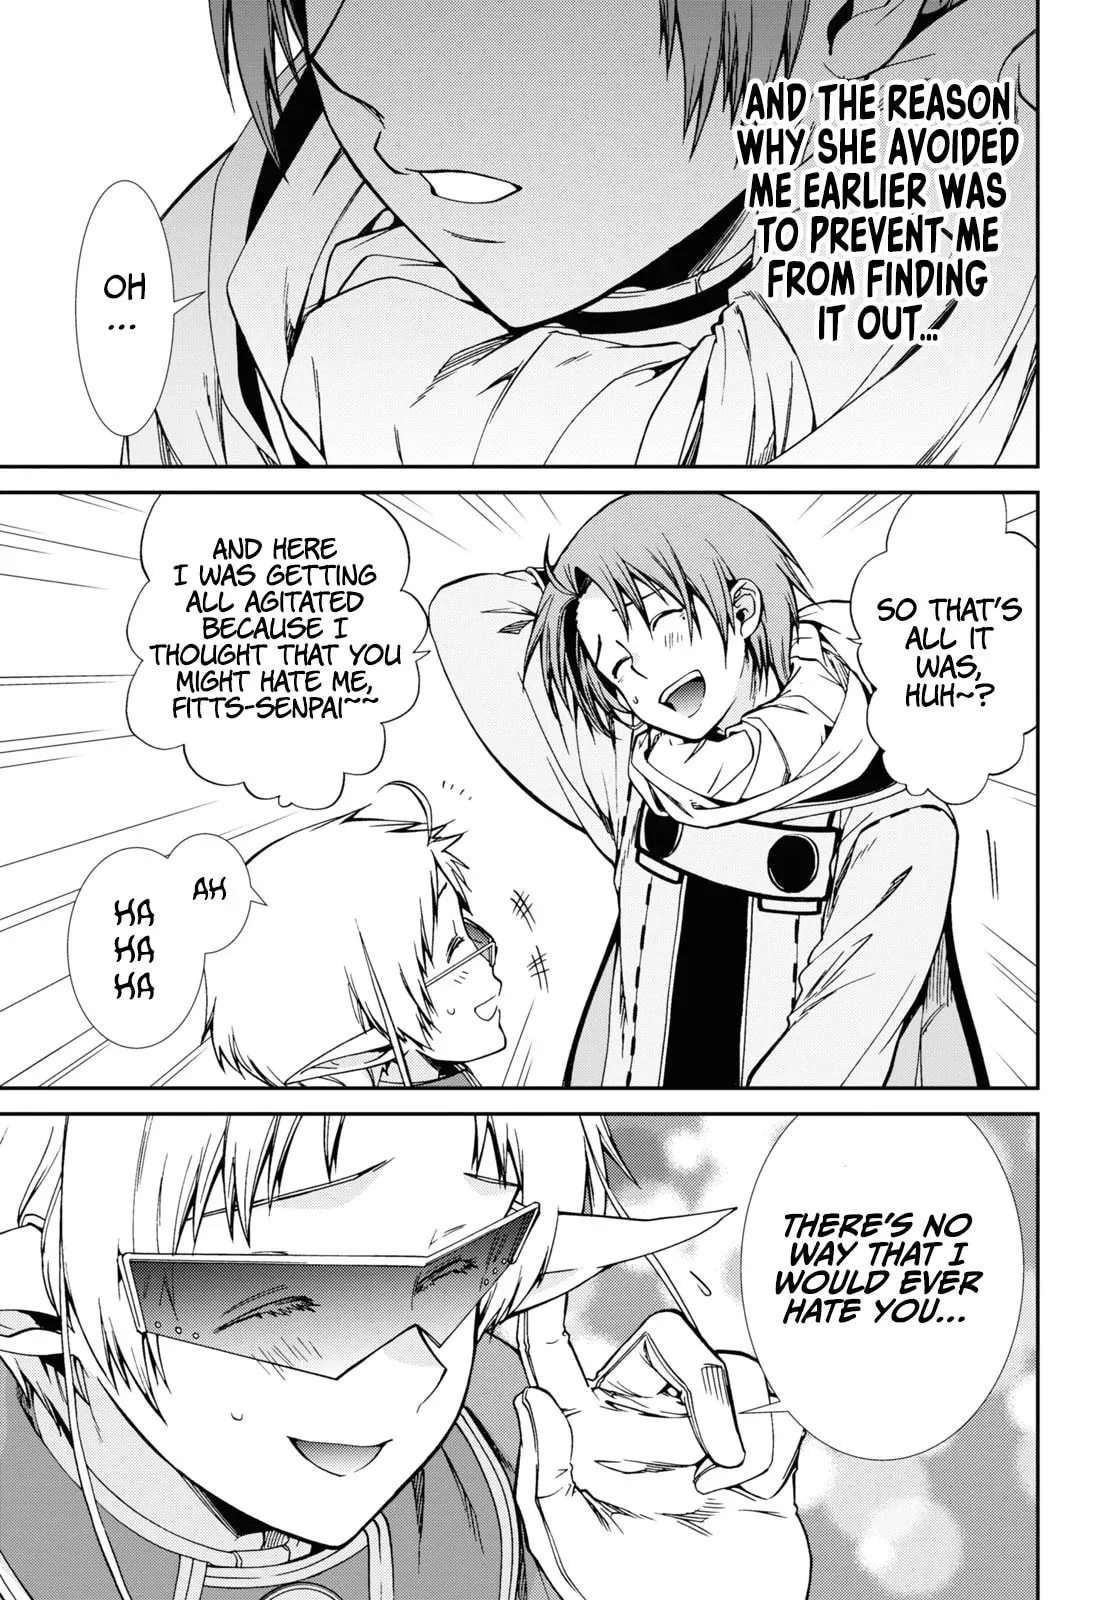 AND THE REASON
WHY SHE AVOIDED
ME EARLIER WAS
TO PREVENT ME
FROM FINDING
IT OUT...
OH
...
SO THAT'S
ALL IT
WAS,
HUH~?
AND HERE
I WAS GETTING
ALL AGITATED
BECAUSE I
THOUGHT THAT YOU
MIGHT HATE ME,
FITTS-SENPAI~~
AH
HA
HA
HA
THERE'S NO
WAY THAT I
WOULD EVER
HATE YOU...